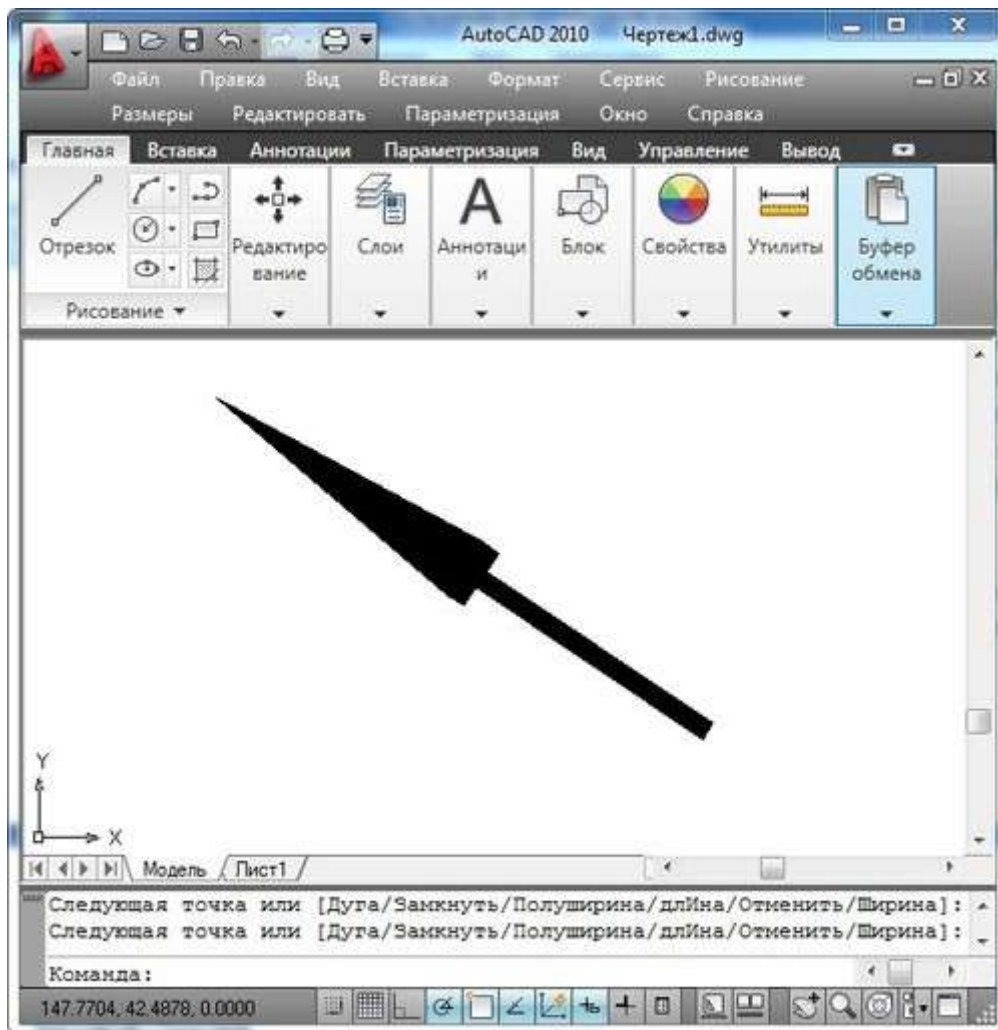 AutoCAD 2010 Чертеж1.dwg
Файл Правка Вид Вставка Формат Сервис Рисование
Размеры Редактировать Параметризация Окно Справка
Главная Вставка Аннотации Параметризация Вид Управление Вывод
Отрезок Редактиро Слои Аннотаци Блок Свойства Утилиты Буфер
вание и обмена
Рисование
Y
X
Модель Лист1
Следующая точка или [Дуга/Замкнуть/Полуширина/длИна/Отменить/Ширина]:
Следующая точка или [Дуга/Замкнуть/Полуширина/длИна/Отменить/Ширина]:
Команда:
147.7704, 42.4878, 0.0000